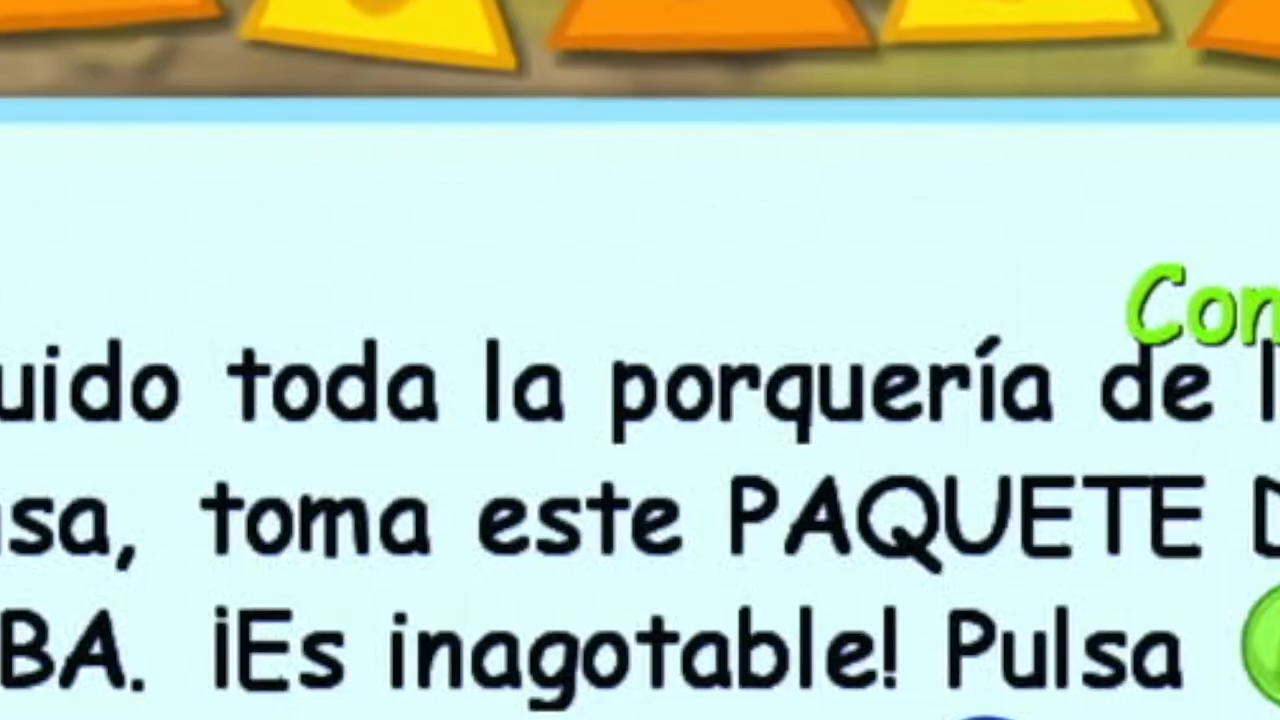 Con
uido toda la porquería de l
sa, toma este PAQUETE D
BA. ¡Es inagotable! Pulsa